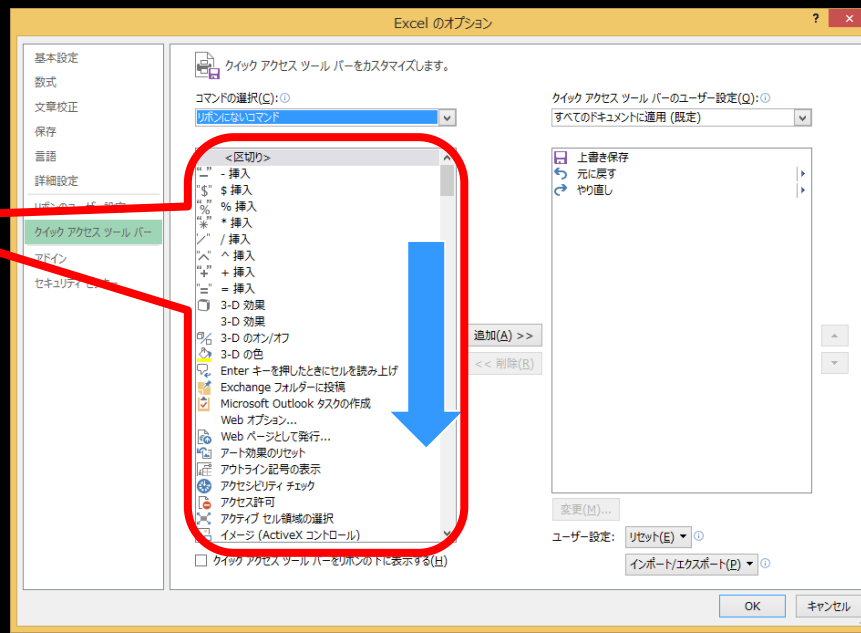 Excel のオプション
?
×
基本設定
数式
文章校正
保存
言語
詳細設定
クイック アクセス ツール バー
アドイン
クイック アクセス ツール バーをカスタマイズします。
コマンドの選択(C):
リボンにないコマンド
<区切り>
- 挿入
$ 挿入
% 挿入
* 挿入
/ 挿入
^ 挿入
+ 挿入
= 挿入
3-D 効果
3-D 効果
3-D のオン/オフ
3-D の色
Enter キーを押したときにセルを読み上げ
Exchange フォルダーに投稿
Microsoft Outlook タスクの作成
Web オプション...
Web ページとして発行...
アート効果のリセット
アウトライン記号の表示
アクセシビリティ チェック
アクセス許可
アクティブ セル領域の選択
イメージ (ActiveX コントロール)
クイック アクセス ツール バーをリボンの下に表示する(H)
追加(A) >>
<< 削除(R)
クイック アクセス ツール バーのユーザー設定(Q):
すべてのドキュメントに適用 (既定)
上書き保存
元に戻す
やり直し
変更(M)...
ユーザー設定:
リセット(E)
インポート/エクスポート(P)
OK
キャンセル